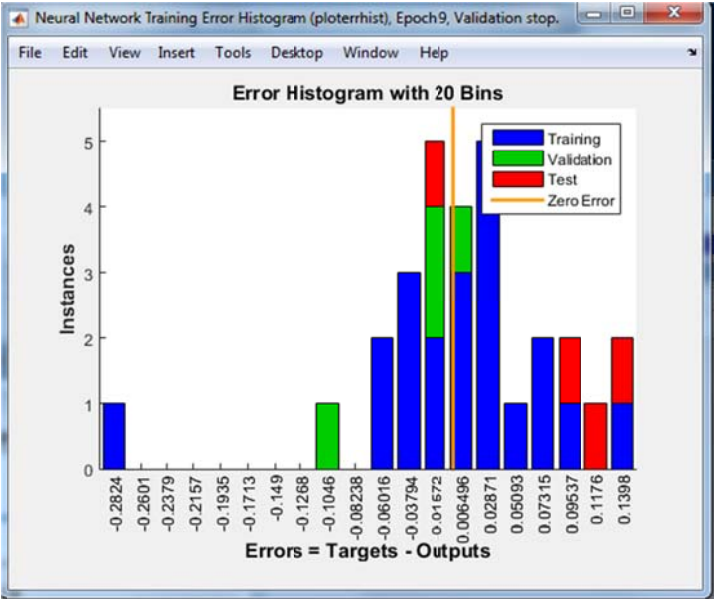 Neural Network Training Error Histogram (ploterrhist), Epoch 9, Validation stop.
File Edit View Insert Tools Desktop Window Help
Error Histogram with 20 Bins
Training
Validation
Test
Zero Error
5
4
3
2
1
0
Instances
-0.2824
-0.2601
-0.2379
-0.2157
-0.1935
-0.1713
-0.149
-0.1268
-0.1046
-0.08238
-0.06016
-0.03794
-0.01572
0.006496
0.02871
0.05093
0.07315
0.09537
0.1176
0.1398
Errors = Targets - Outputs